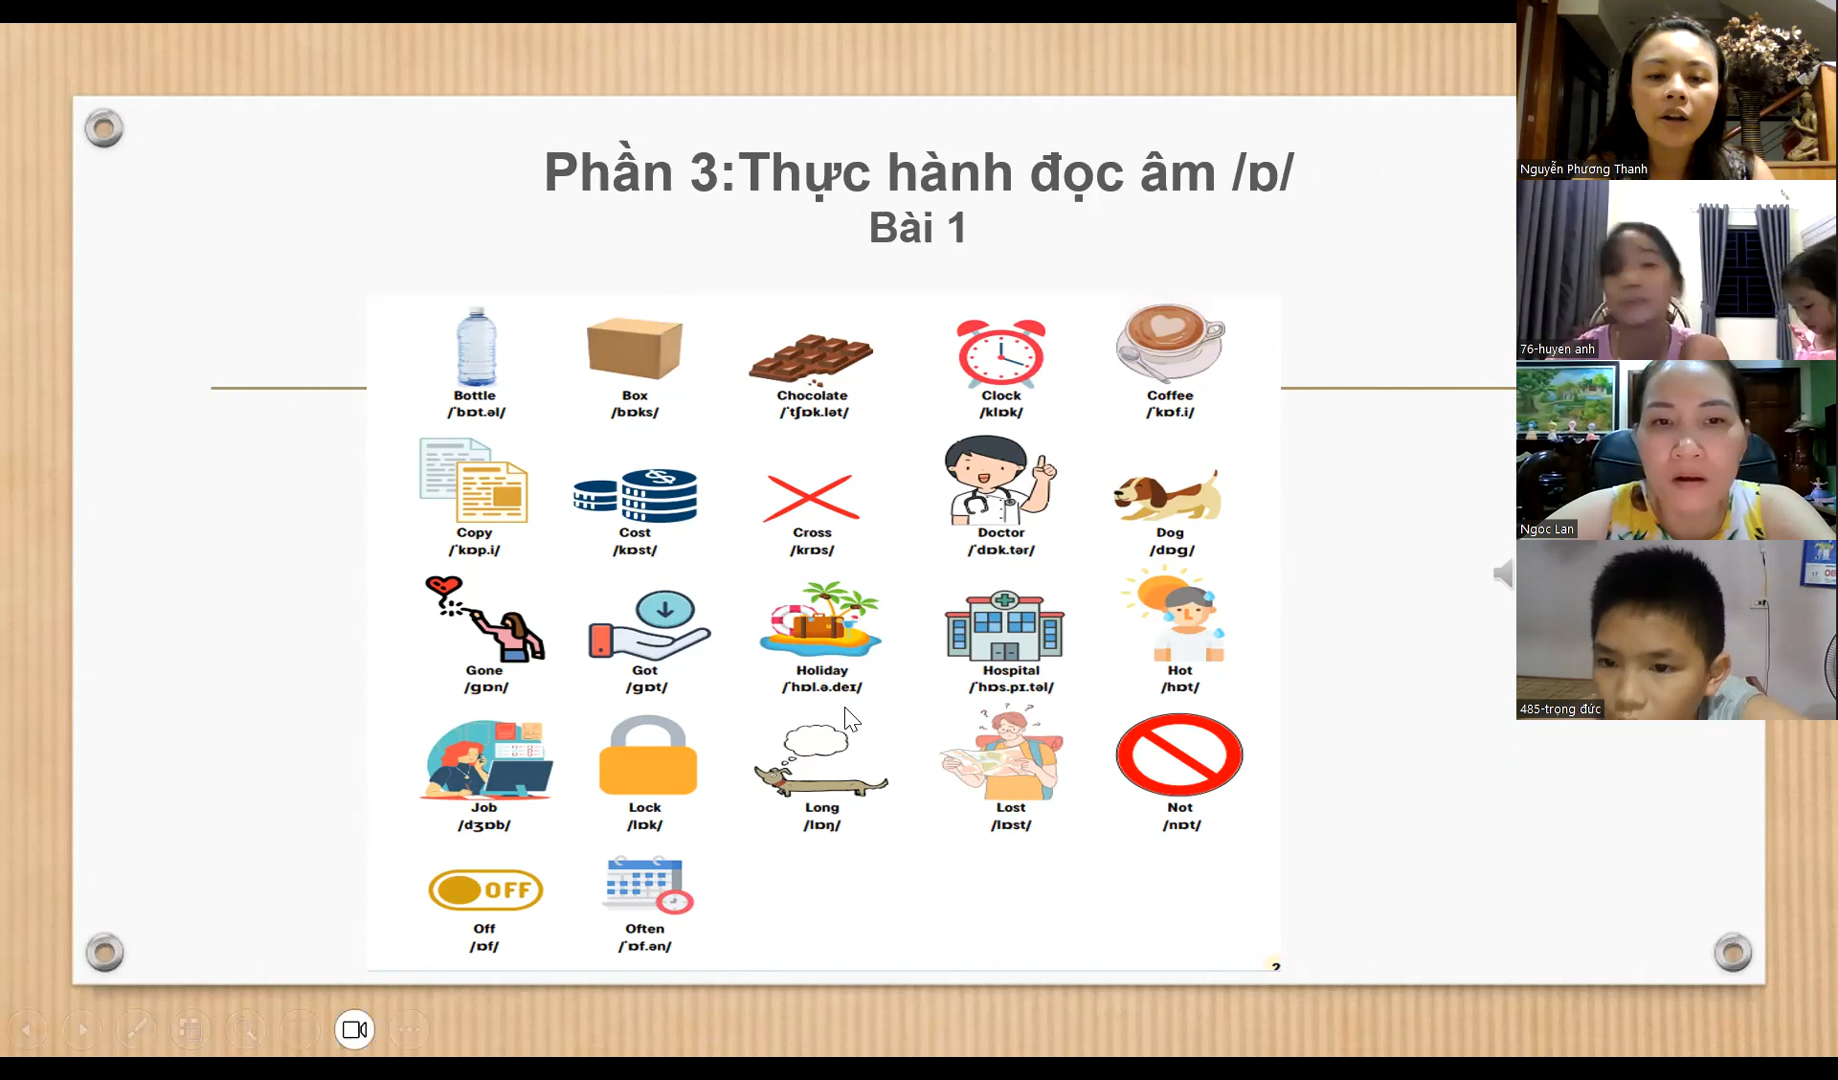 Phần 3:Thực hành đọc âm /ɒ/
Bài 1
Bottle
/ˈbɒt.əl/
Box
/bɒks/
Chocolate
/ˈtʃɒk.lət/
Clock
/klɒk/
Coffee
/ˈkɒf.i/
Copy
/ˈkɒp.i/
Cost
/kɒst/
Cross
/krɒs/
Doctor
/ˈdɒk.tər/
Dog
/dɒg/
Gone
/gɒn/
Got
/gɒt/
Holiday
/ˈhɒl.ə.deɪ/
Hospital
/ˈhɒs.pɪ.təl/
Hot
/hɒt/
Job
/dʒɒb/
Lock
/lɒk/
Long
/lɒŋ/
Lost
/lɒst/
Not
/nɒt/
OFF
Off
/ɒf/
Often
/ˈɒf.ən/
2
Nguyễn Phương Thanh
76-huyen anh
Ngoc Lan
485-trọng đức